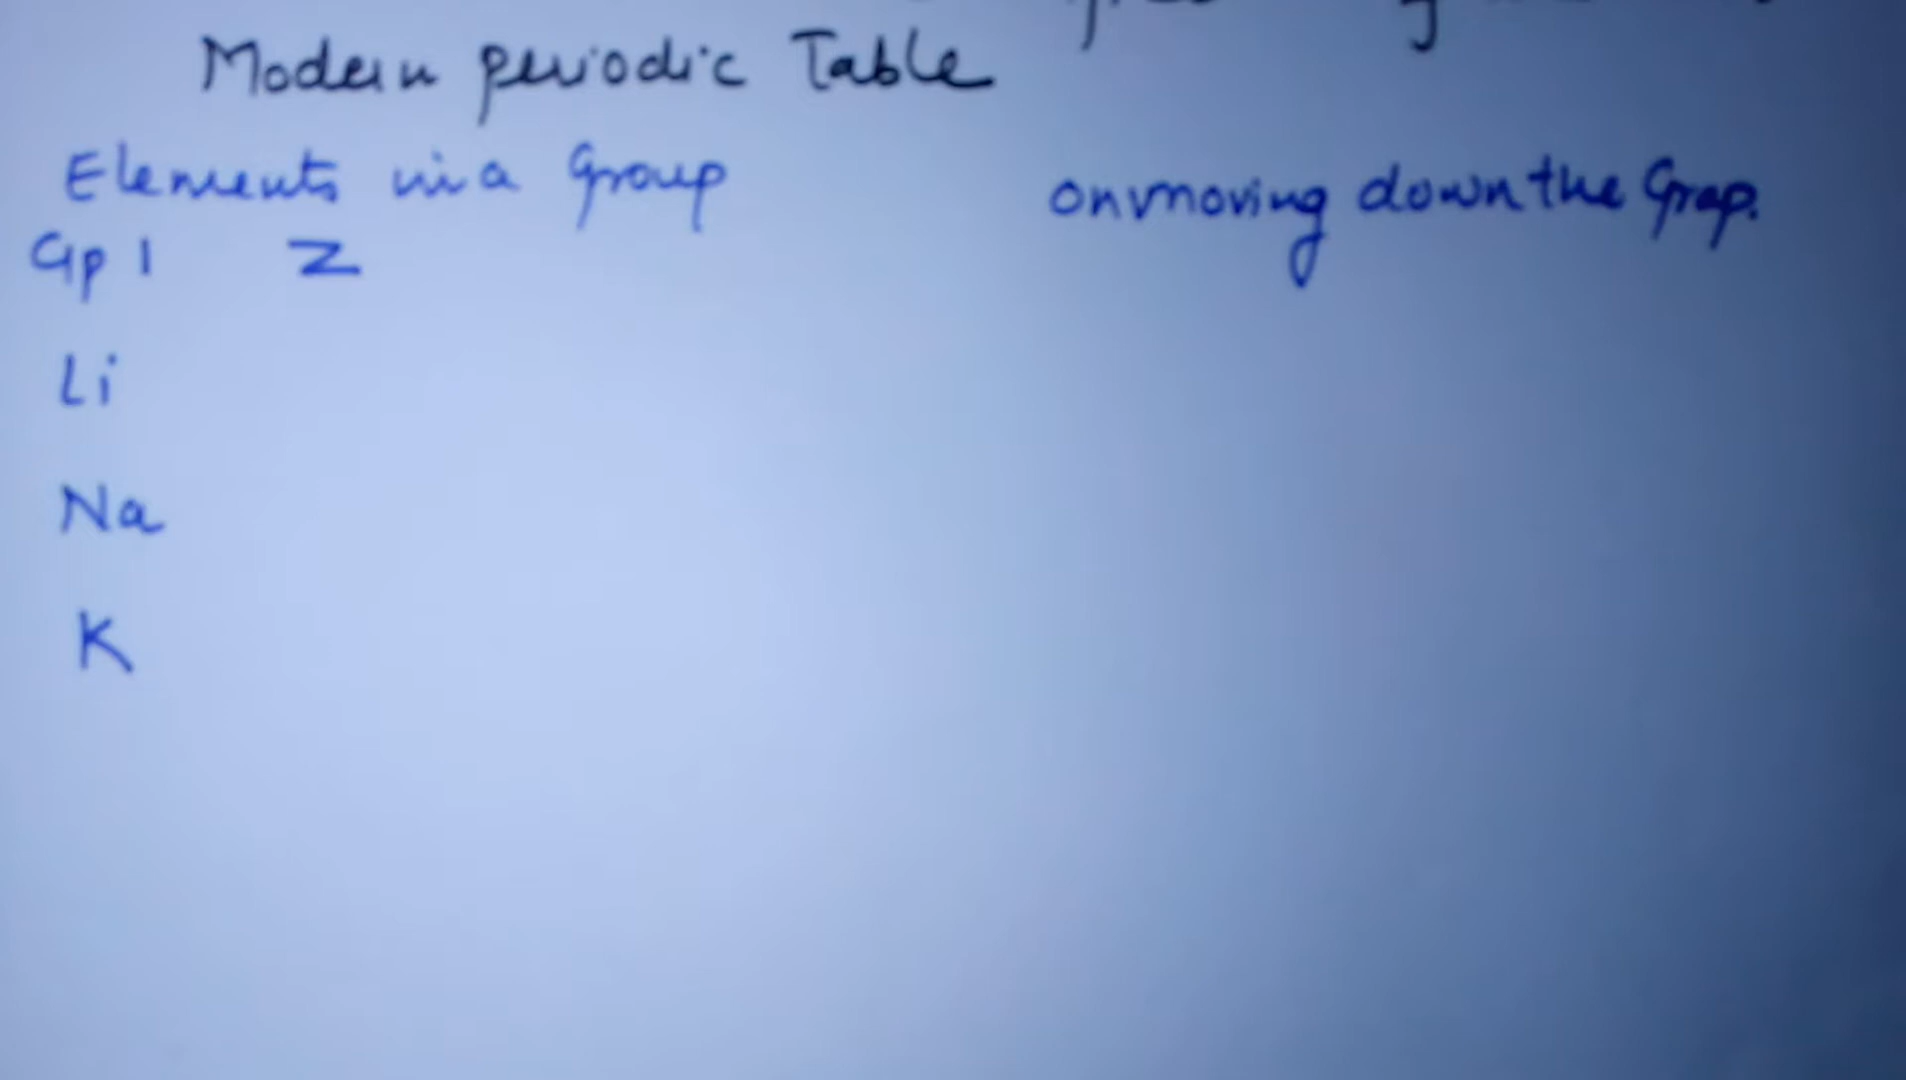 Modern periodic Table
Elements in a Group
on moving down the Group.
Gp 1 Z
Li
Na
K